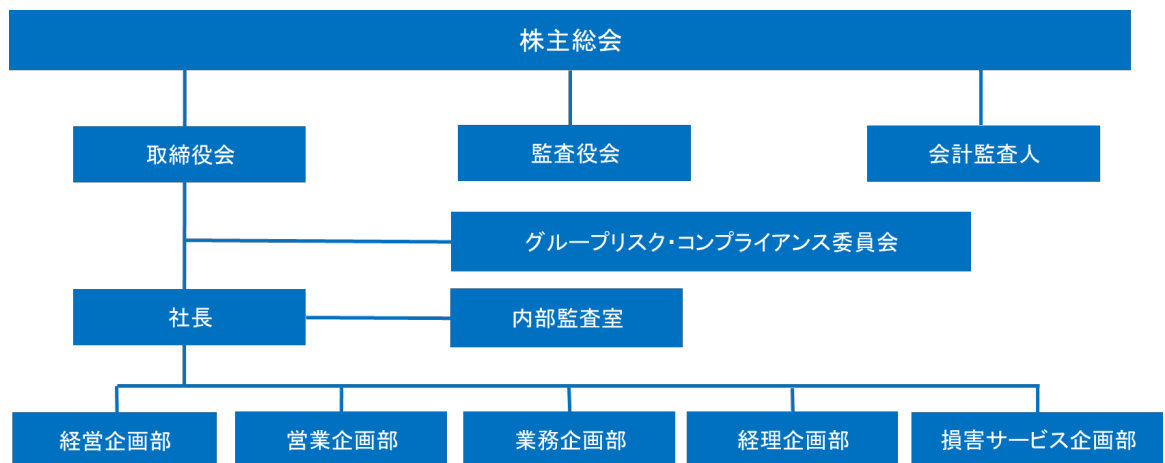 株主総会
取締役会
監査役会
会計監査人
グループリスク・コンプライアンス委員会
社長
内部監査室
経営企画部
営業企画部
業務企画部
経理企画部
損害サービス企画部